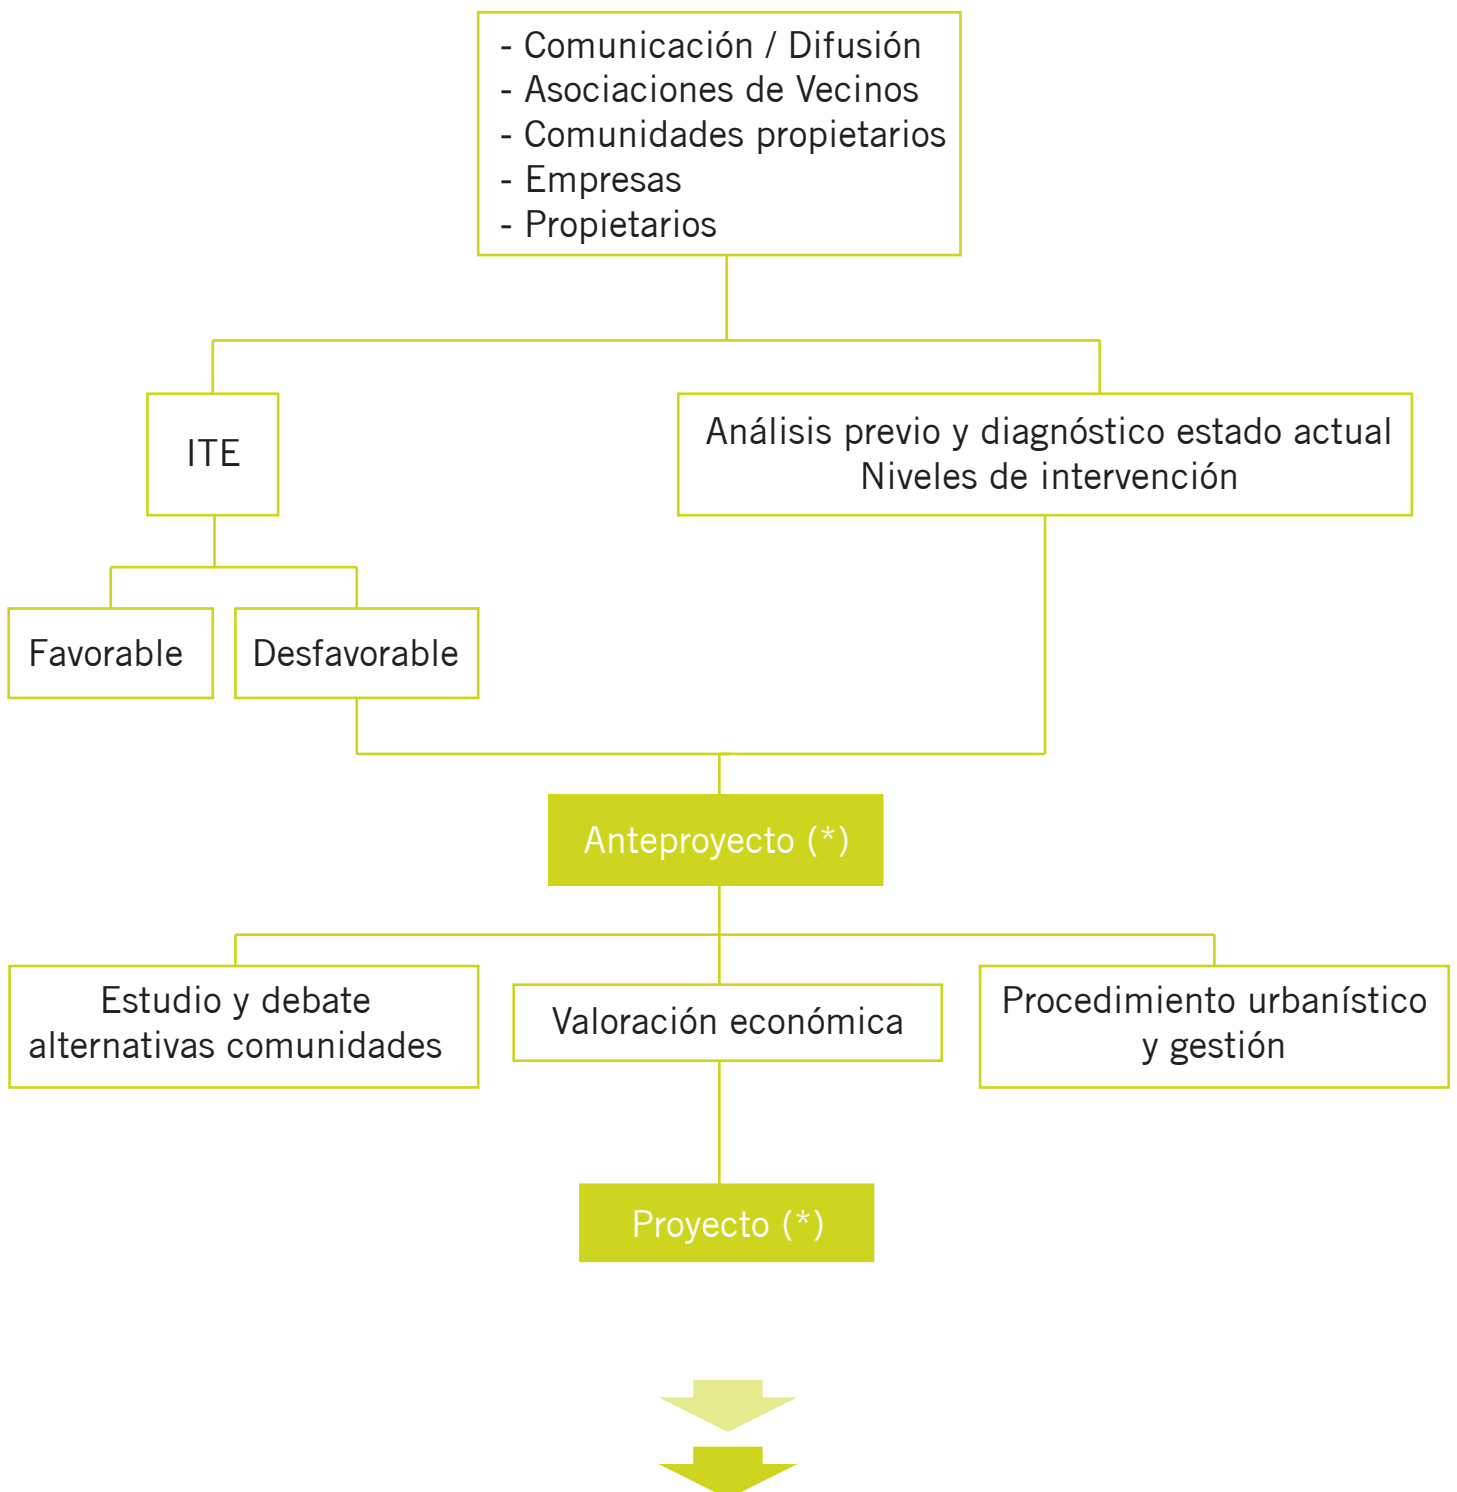 - Comunicación / Difusión
- Asociaciones de Vecinos
- Comunidades propietarios
- Empresas
- Propietarios
ITE
Análisis previo y diagnóstico estado actual
Niveles de intervención
Favorable
Desfavorable
Anteproyecto (*)
Estudio y debate
alternativas comunidades
Valoración económica
Procedimiento urbanístico
y gestión
Proyecto (*)